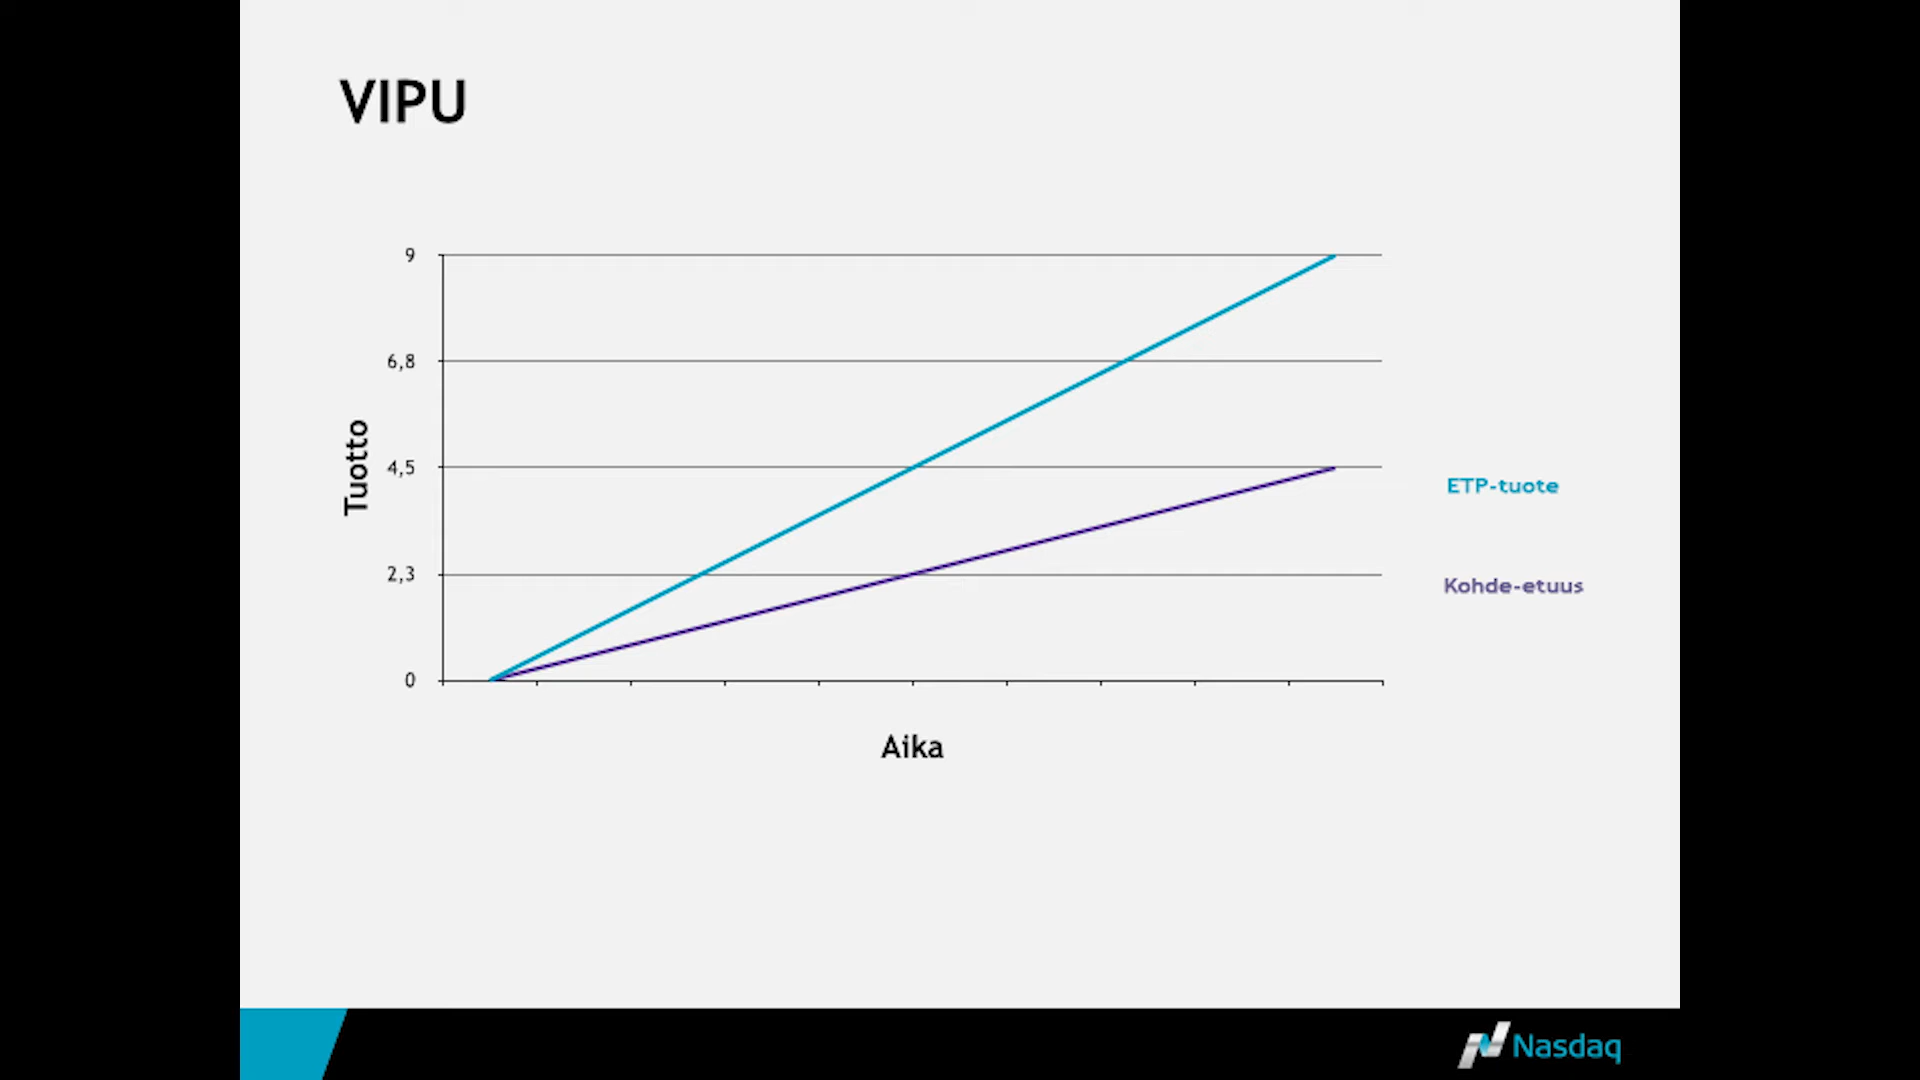 VIPU
9
6,8
4,5
2,3
0
Tuotto
Aika
ETP-tuote
Kohde-etuus
Nasdaq